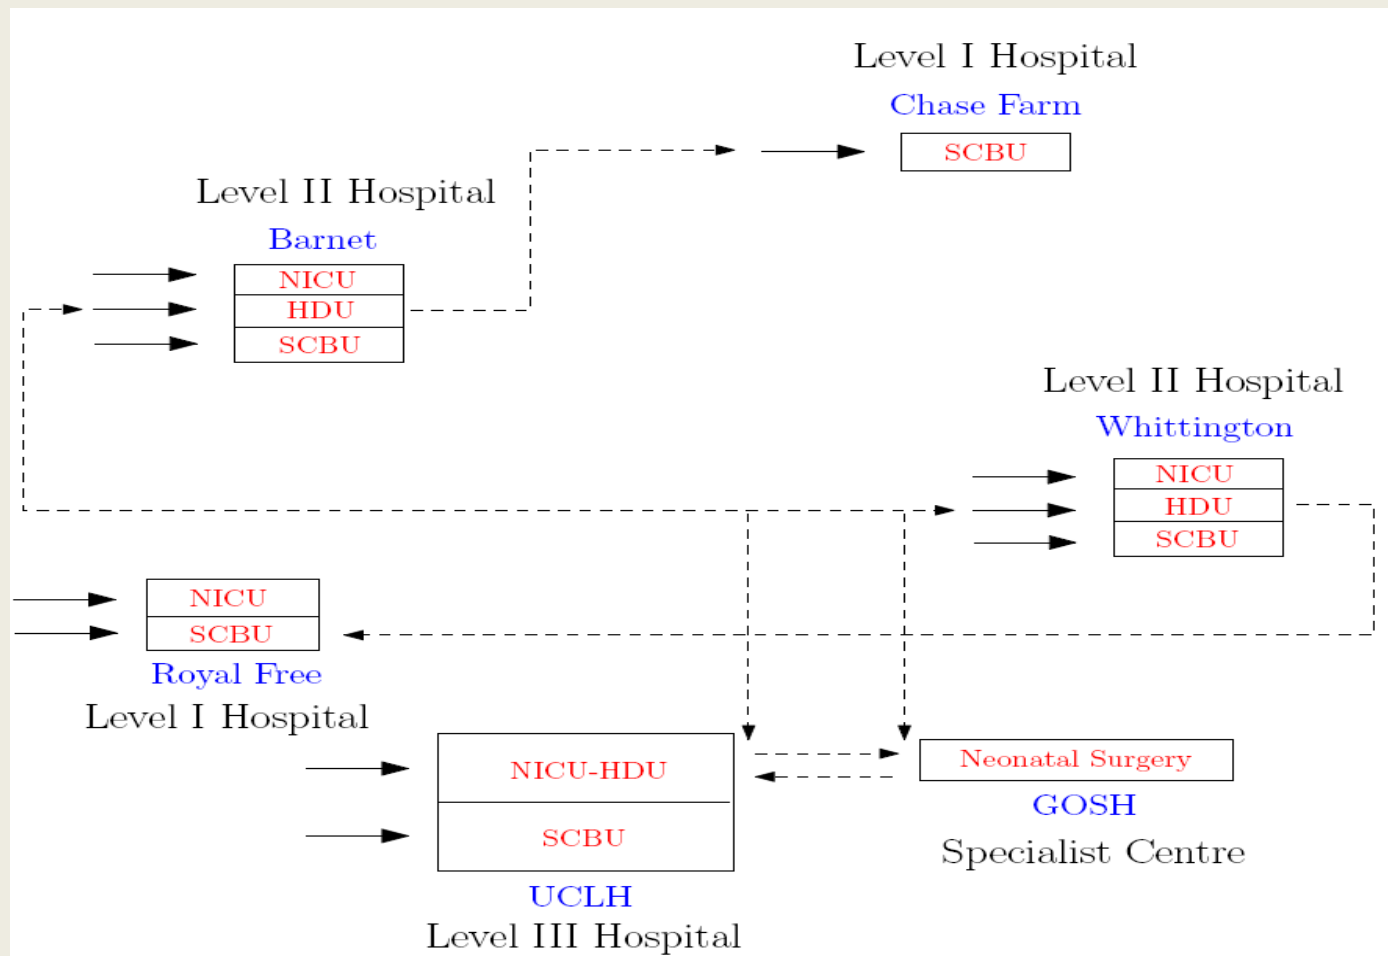 Level I Hospital
Chase Farm
SCBU
Level II Hospital
Barnet
NICU
HDU
SCBU
Level II Hospital
Whittington
NICU
HDU
SCBU
NICU
SCBU
Royal Free
Level I Hospital
NICU-HDU
SCBU
UCLH
Level III Hospital
Neonatal Surgery
GOSH
Specialist Centre